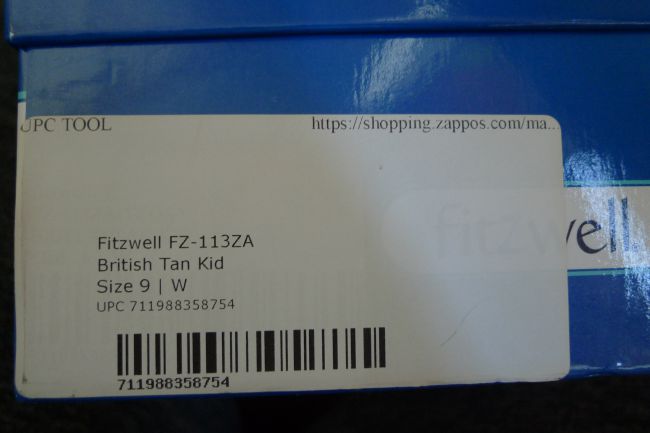 UPC TOOL https://shopping.zappos.com/ma...
fitzwell
Fitzwell FZ-113ZA
British Tan Kid
Size 9 | W
UPC 711988358754
711988358754